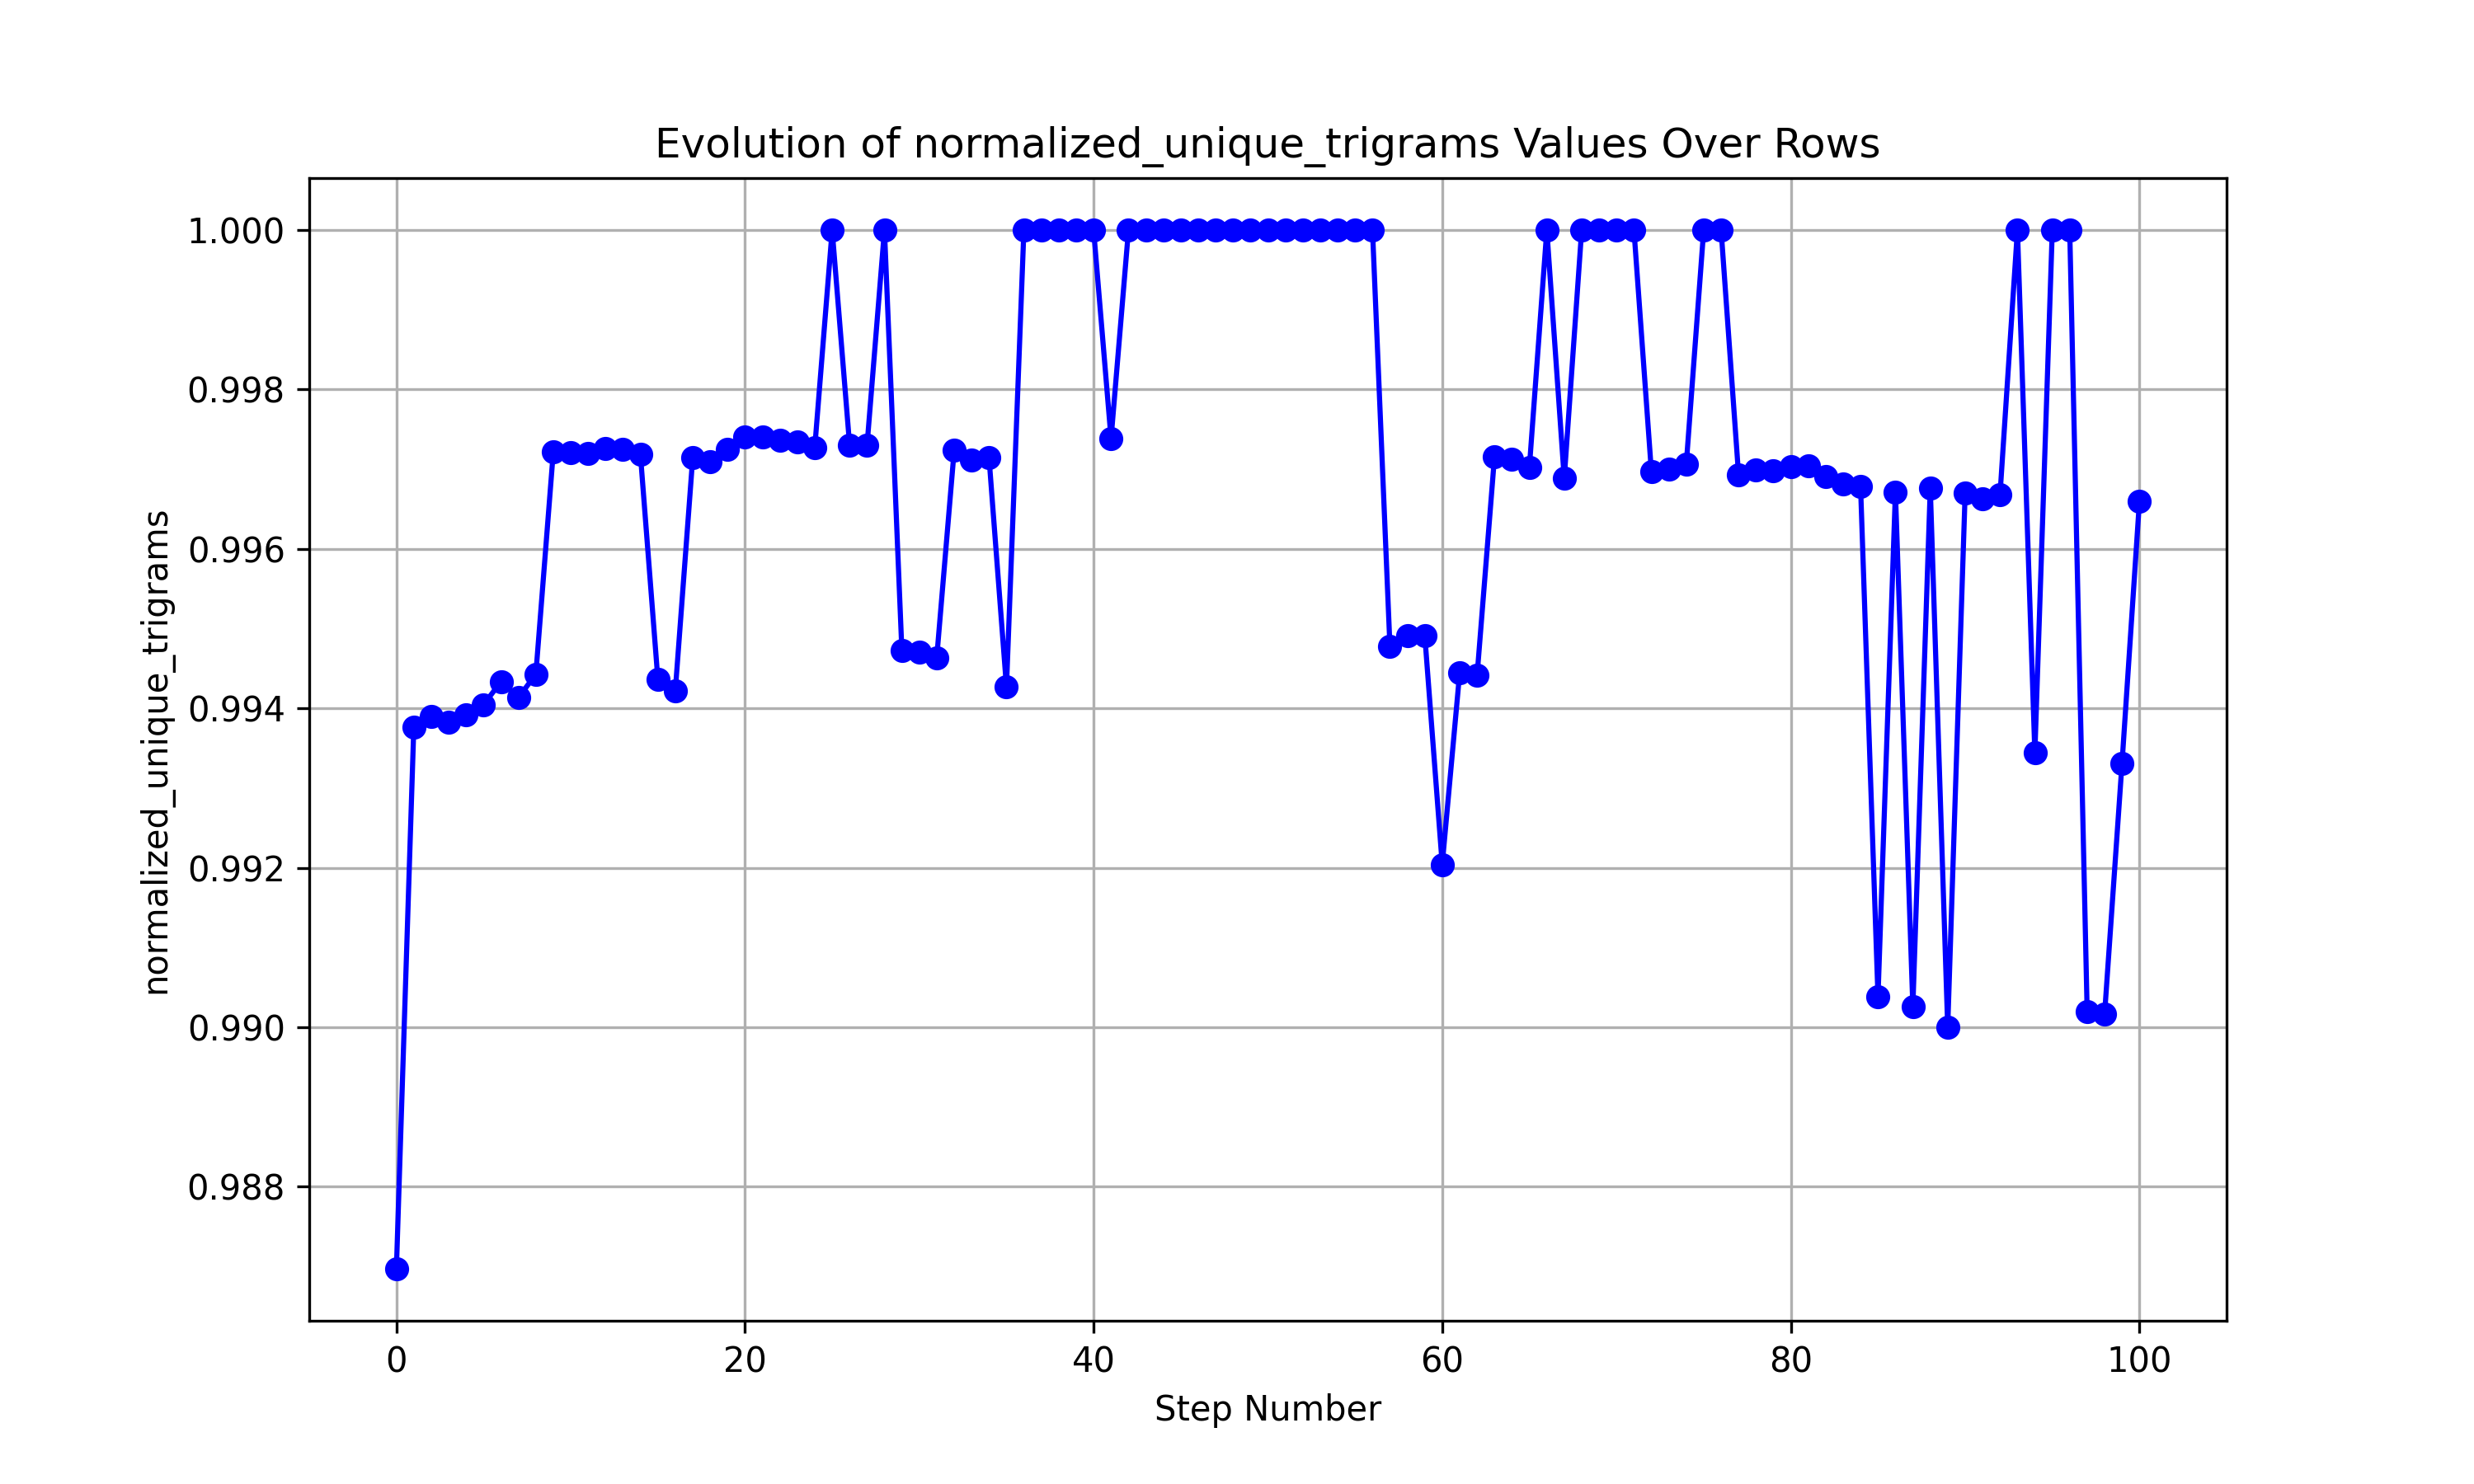 Evolution of normalized_unique_trigrams Values Over Rows
1.000
0.998
0.996
0.994
0.992
0.990
0.988
normalized_unique_trigrams
0 20 40 60 80 100
Step Number